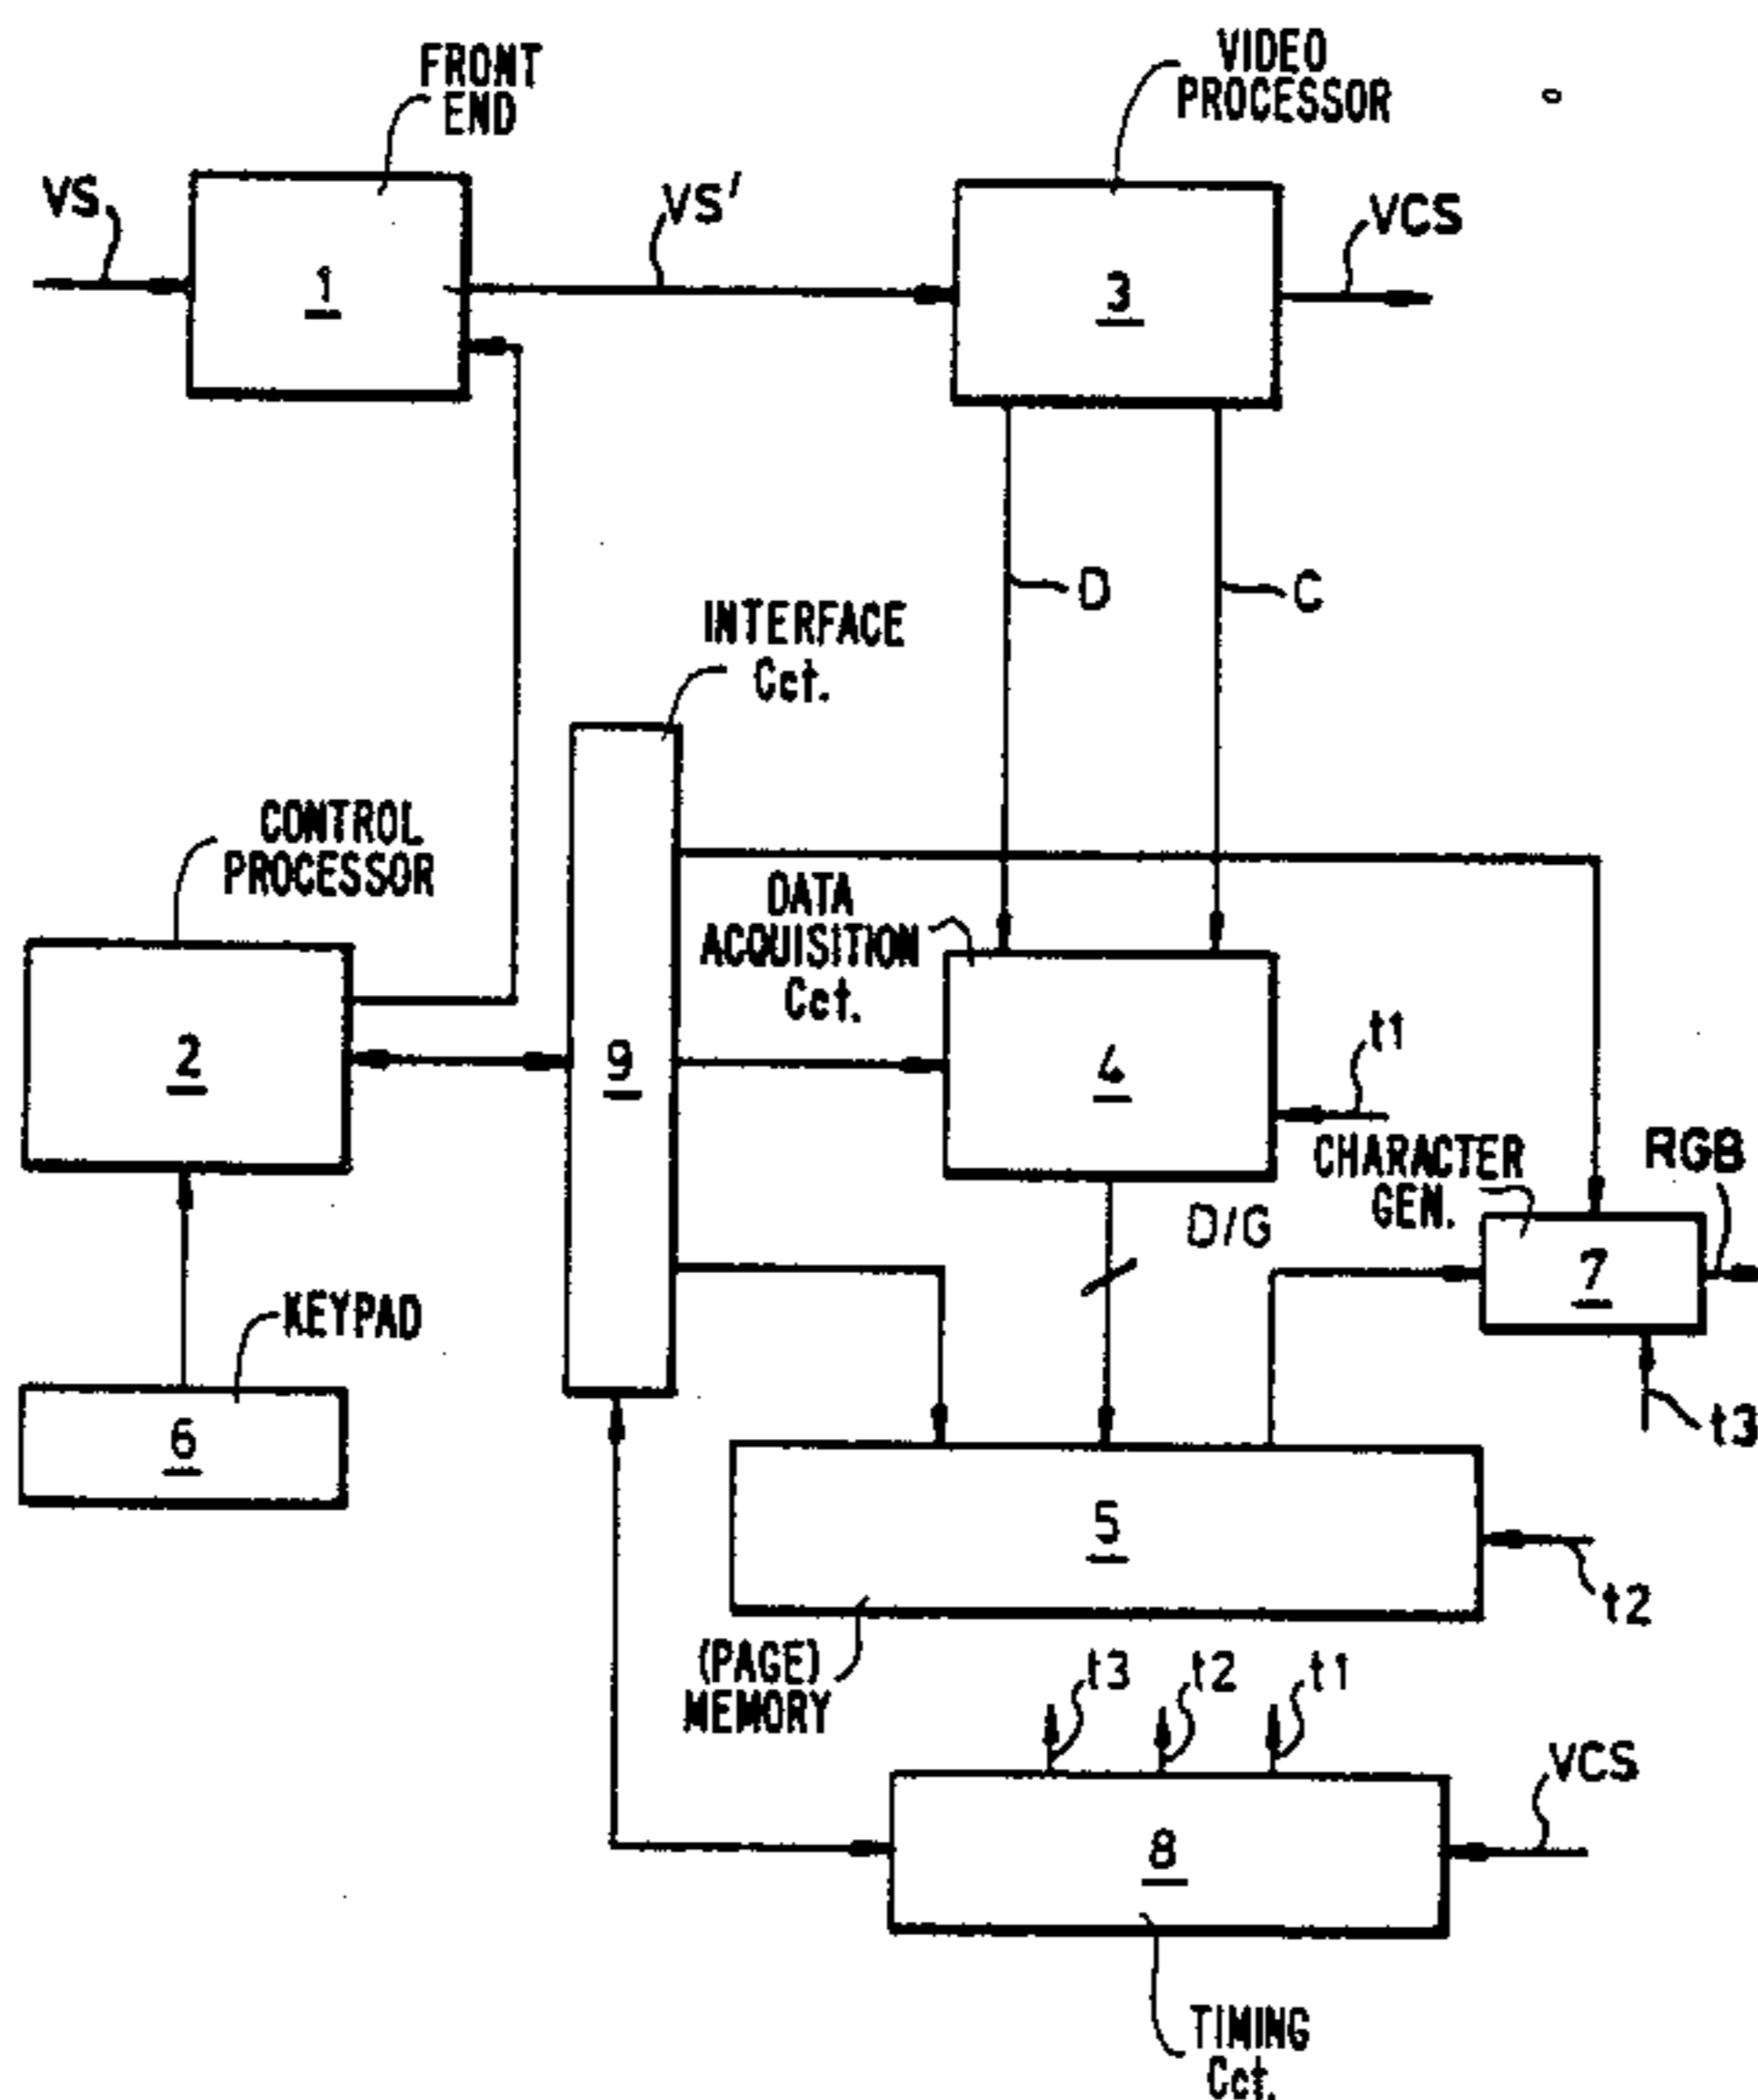 FRONT
END
VIDEO
PROCESSOR
VS
VS'
VCS
1
3
D
C
INTERFACE
Cct.
CONTROL
PROCESSOR
DATA
ACQUISITION
Cct.
2
9
4
t1
CHARACTER
GEN.
RGB
D/G
7
KEYPAD
6
t3
5
t2
(PAGE)
MEMORY
t3
t2
t1
VCS
8
TIMING
Cct.